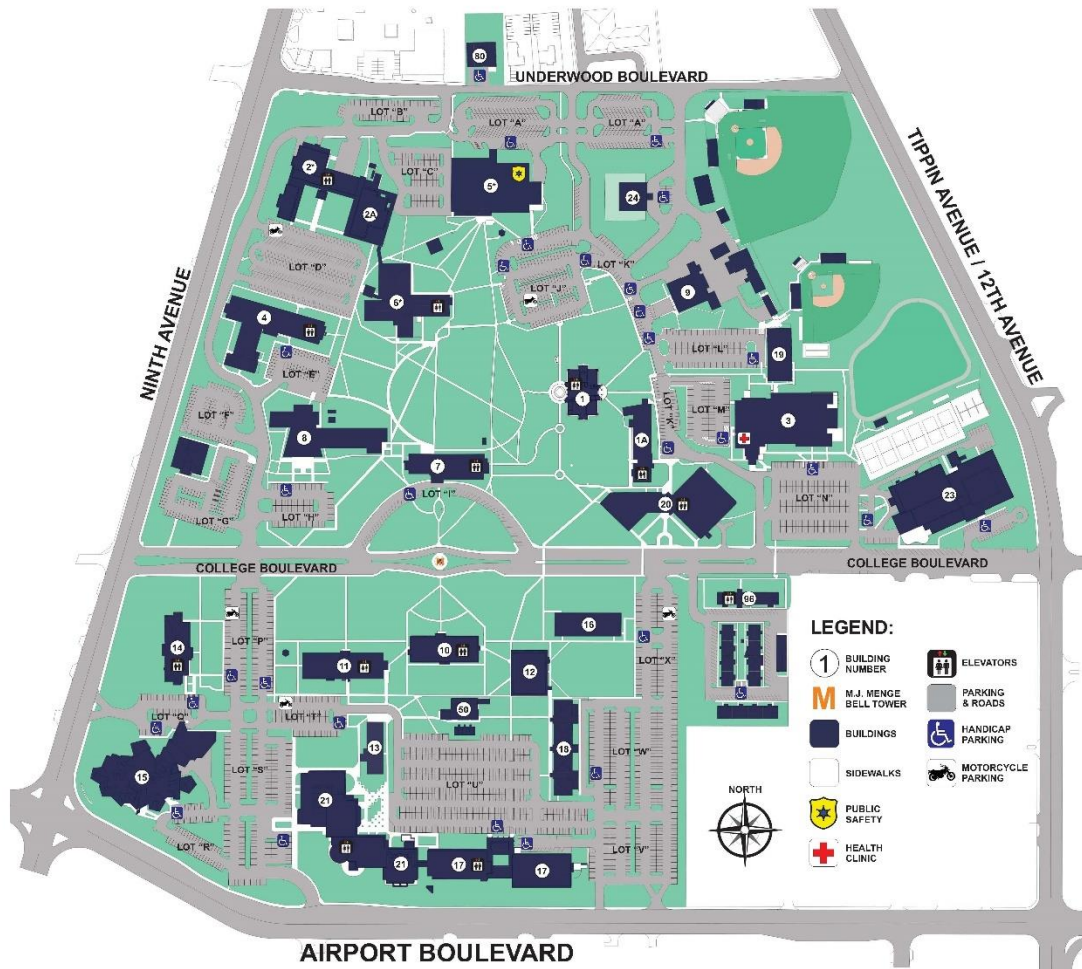 80
UNDERWOOD BOULEVARD
LOT "B"
LOT "A"
LOT "A"
2*
LOT "C"
5*
2A
24
TIPPIN AVENUE / 12TH AVENUE
NINTH AVENUE
LOT "D"
LOT "K"
LOT "J"
6*
9
4
LOT "E"
LOT "L"
19
1
LOT "K"
LOT "M"
LOT "F"
3
8
1A
7
LOT "I"
20
LOT "N"
23
LOT "G"
LOT "H"
M
COLLEGE BOULEVARD
COLLEGE BOULEVARD
96
14
LOT "P"
11
10
16
12
LOT "X"
LOT "Q"
LOT "T"
50
13
18
LOT "W"
15
LOT "S"
LOT "U"
21
LOT "R"
21
17
17
LOT "V"
AIRPORT BOULEVARD
NORTH
LEGEND:
1 BUILDING
NUMBER
M M.J. MENGE
BELL TOWER
BUILDINGS
SIDEWALKS
PUBLIC
SAFETY
HEALTH
CLINIC
ELEVATORS
PARKING
& ROADS
HANDICAP
PARKING
MOTORCYCLE
PARKING